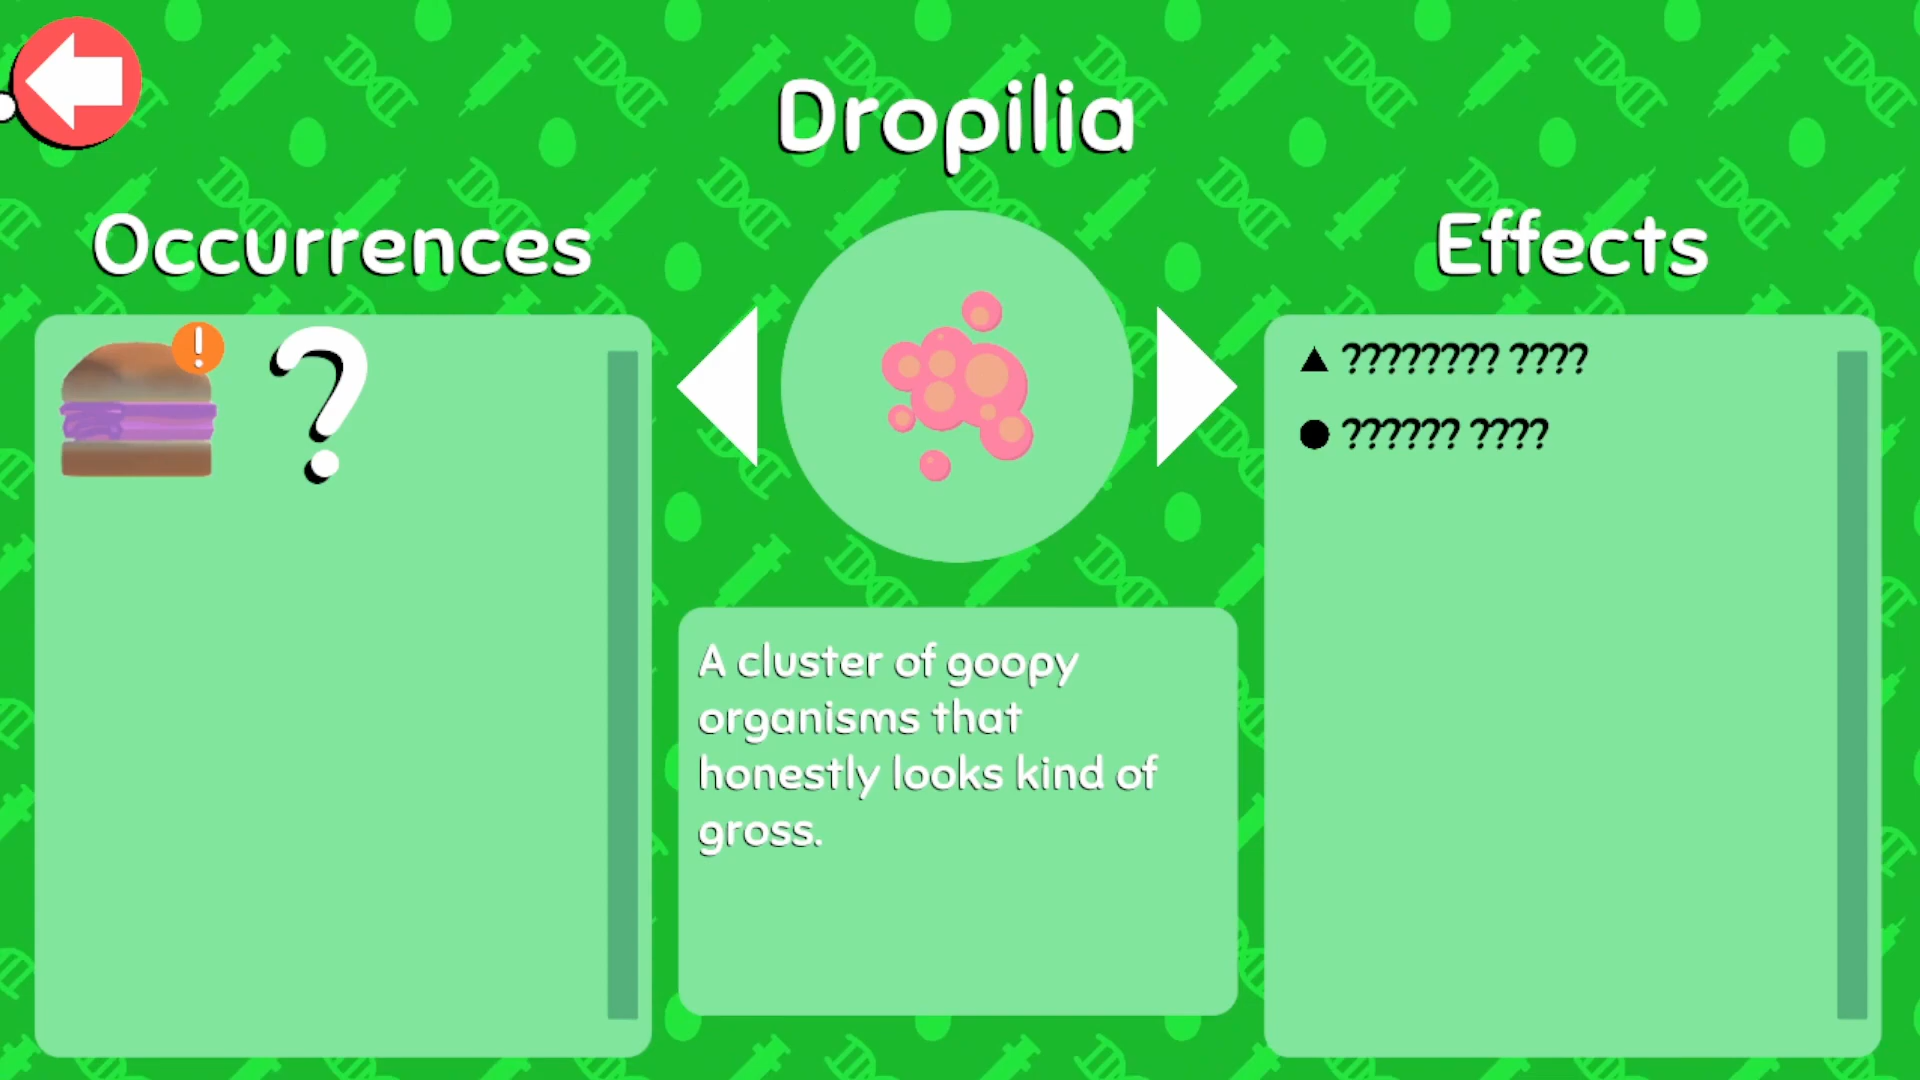 Dropilia
Occurrences
!
?
Effects
▲ ???????? ????
● ?????? ????
A cluster of goopy
organisms that
honestly looks kind of
gross.